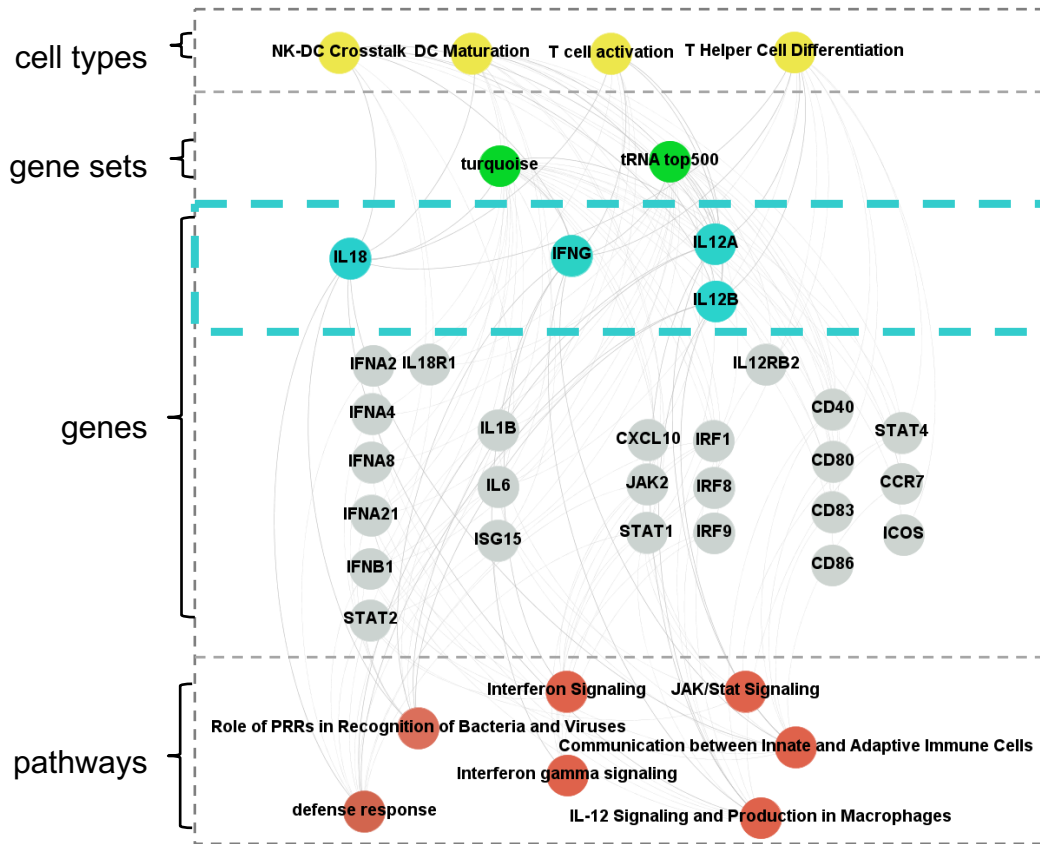 cell types
NK-DC Crosstalk DC Maturation T cell activation T Helper Cell Differentiation
gene sets
turquoise tRNA top500
IL18 IFNG IL12A
IL12B
genes
IFNA2 IL18R1 IL12RB2
IFNA4 IL1B CXCL10 IRF1 CD40 STAT4
IFNA8 IL6 JAK2 IRF8 CD80 CCR7
IFNA21 ISG15 STAT1 IRF9 CD83 ICOS
IFNB1 CD86
STAT2
pathways
Interferon Signaling JAK/Stat Signaling
Role of PRRs in Recognition of Bacteria and Viruses
Communication between Innate and Adaptive Immune Cells
Interferon gamma signaling
defense response
IL-12 Signaling and Production in Macrophages